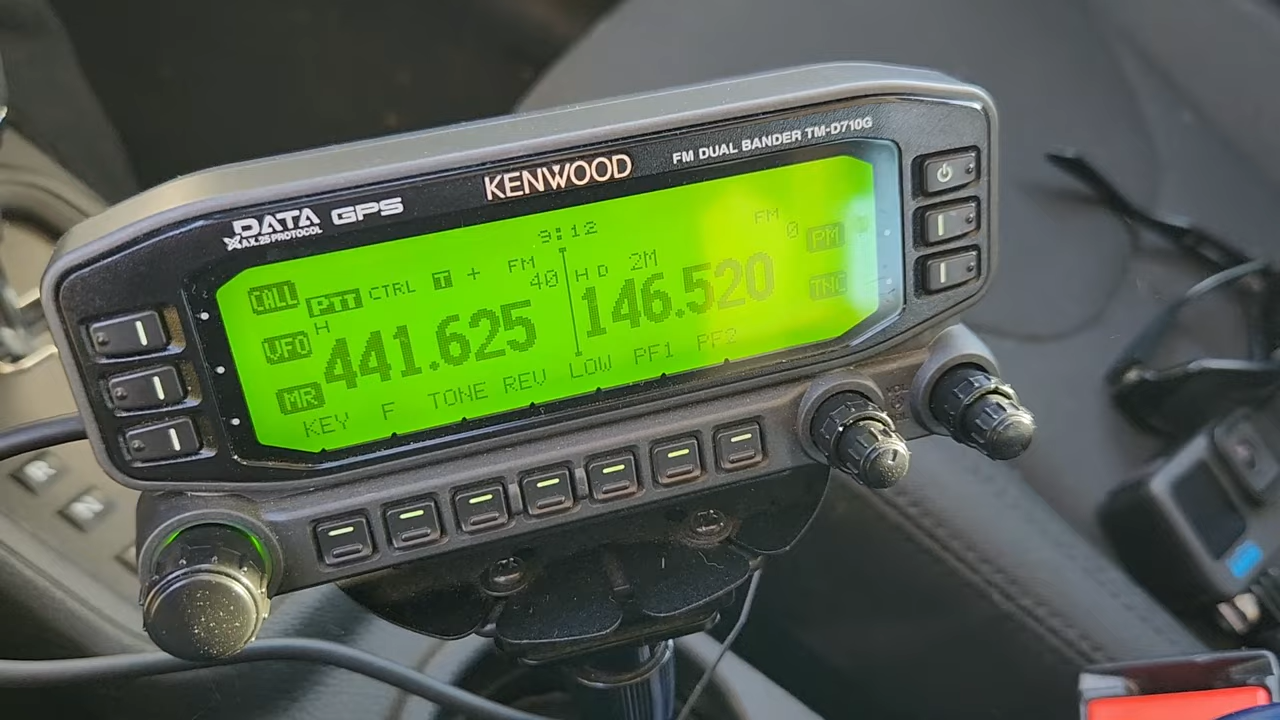 KENWOOD
FM DUAL BANDER TM-D710G
DATA GPS
AX.25 PROTOCOL
9:12
CALL PTT CTRL T + FM 40 H D 2M FM 0 PM
H
VFO 441.625 146.520 TNC
MR
KEY F TONE REV LOW PF1 PF2
R
N